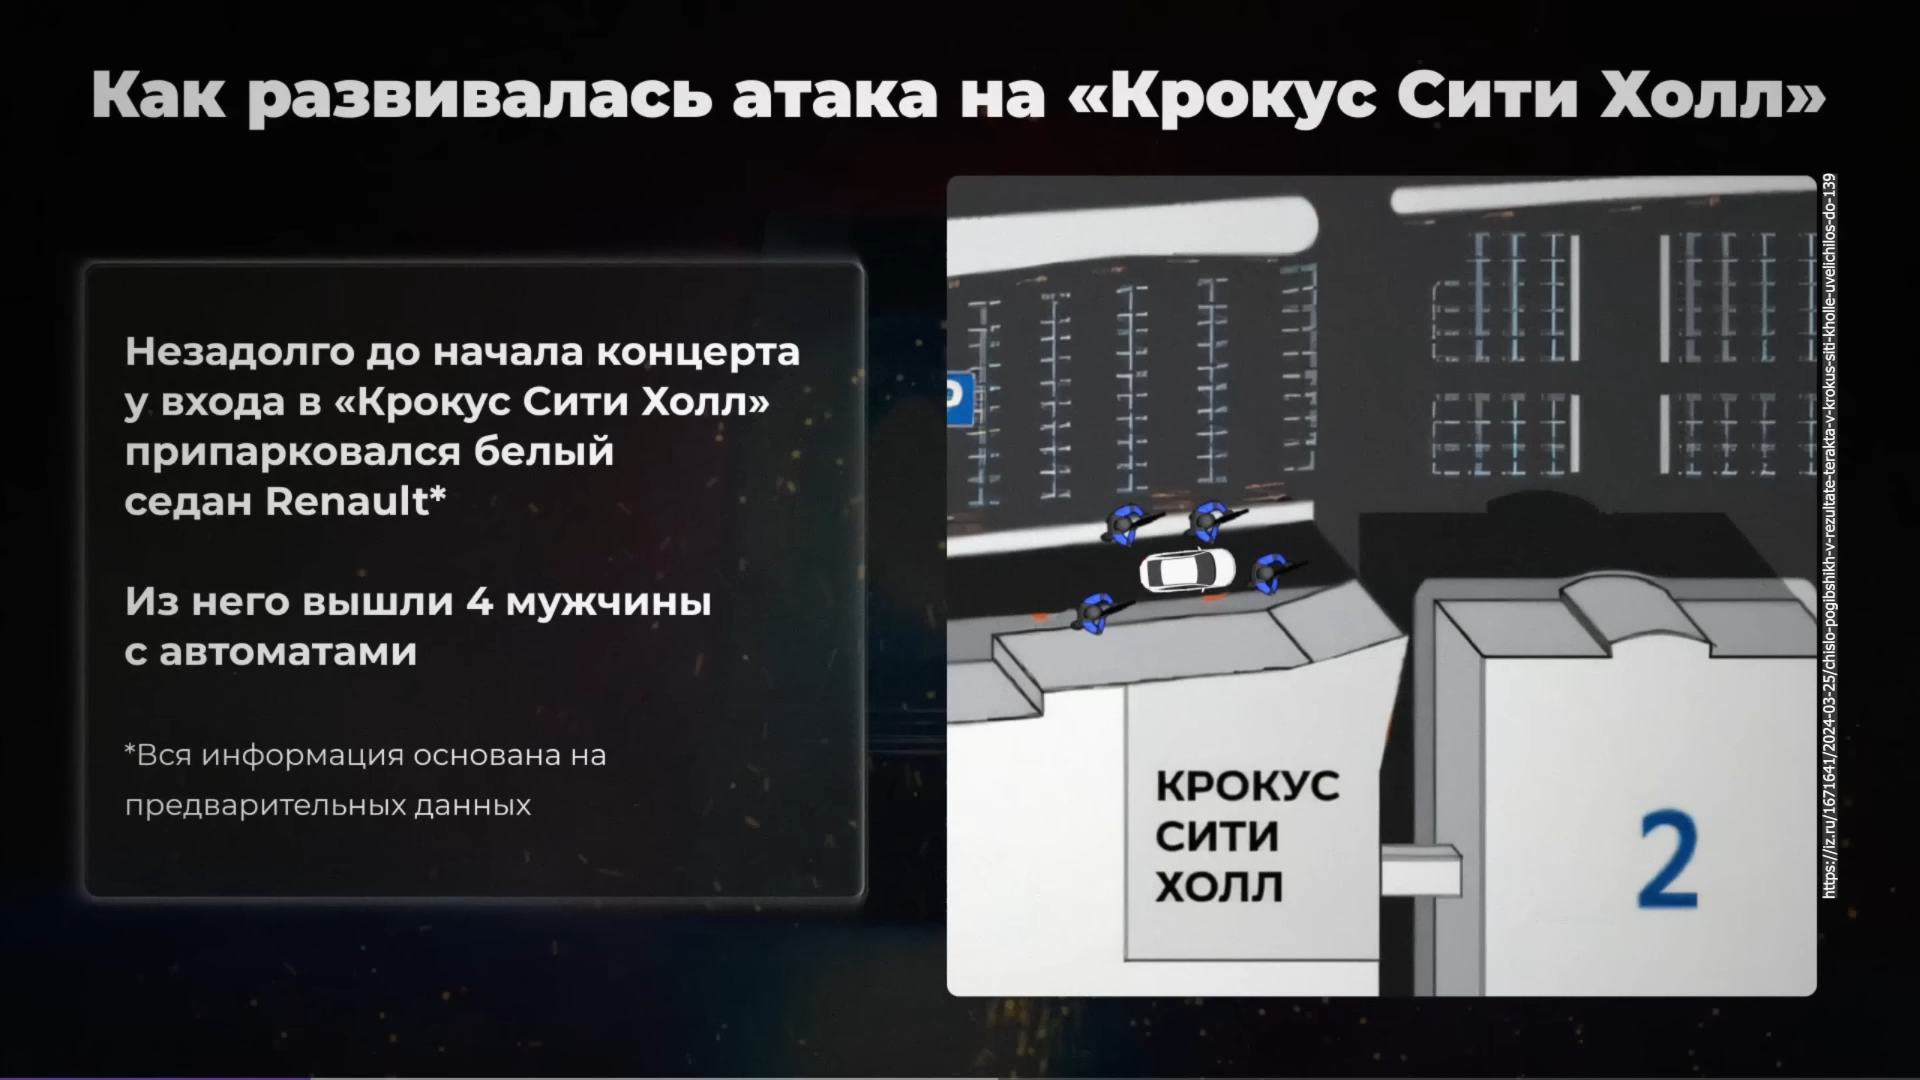 Как развивалась атака на «Крокус Сити Холл»
Незадолго до начала концерта
у входа в «Крокус Сити Холл»
припарковался белый
седан Renault*
Из него вышли 4 мужчины
с автоматами
*Вся информация основана на
предварительных данных
P
КРОКУС
СИТИ
ХОЛЛ
2
https://iz.ru/1671641/2024-03-25/chislo-pogibshikh-v-rezultate-terakta-v-krokus-siti-kholle-uvelichilos-do-139